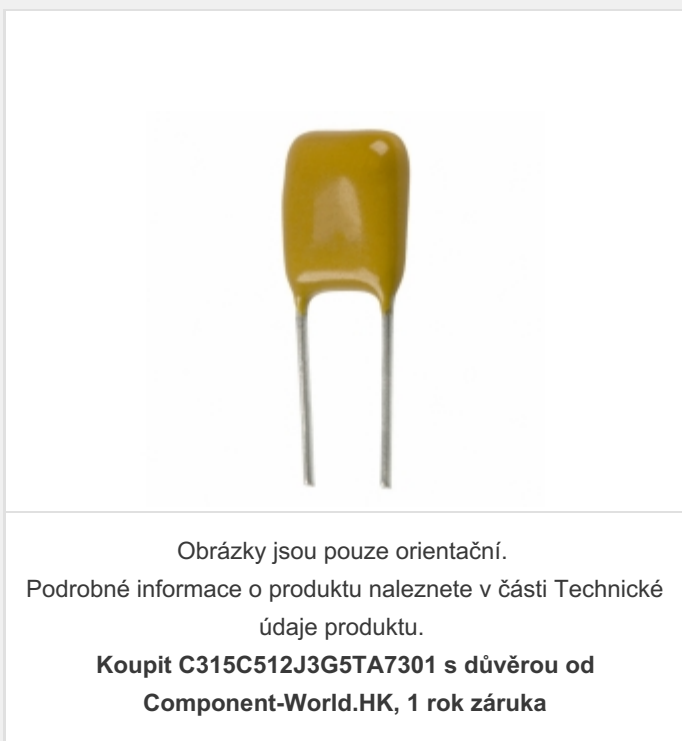 Obrázky jsou pouze orientační.
Podrobné informace o produktu naleznete v části Technické
údaje produktu.
Koupit C315C512J3G5TA7301 s důvěrou od
Component-World.HK, 1 rok záruka